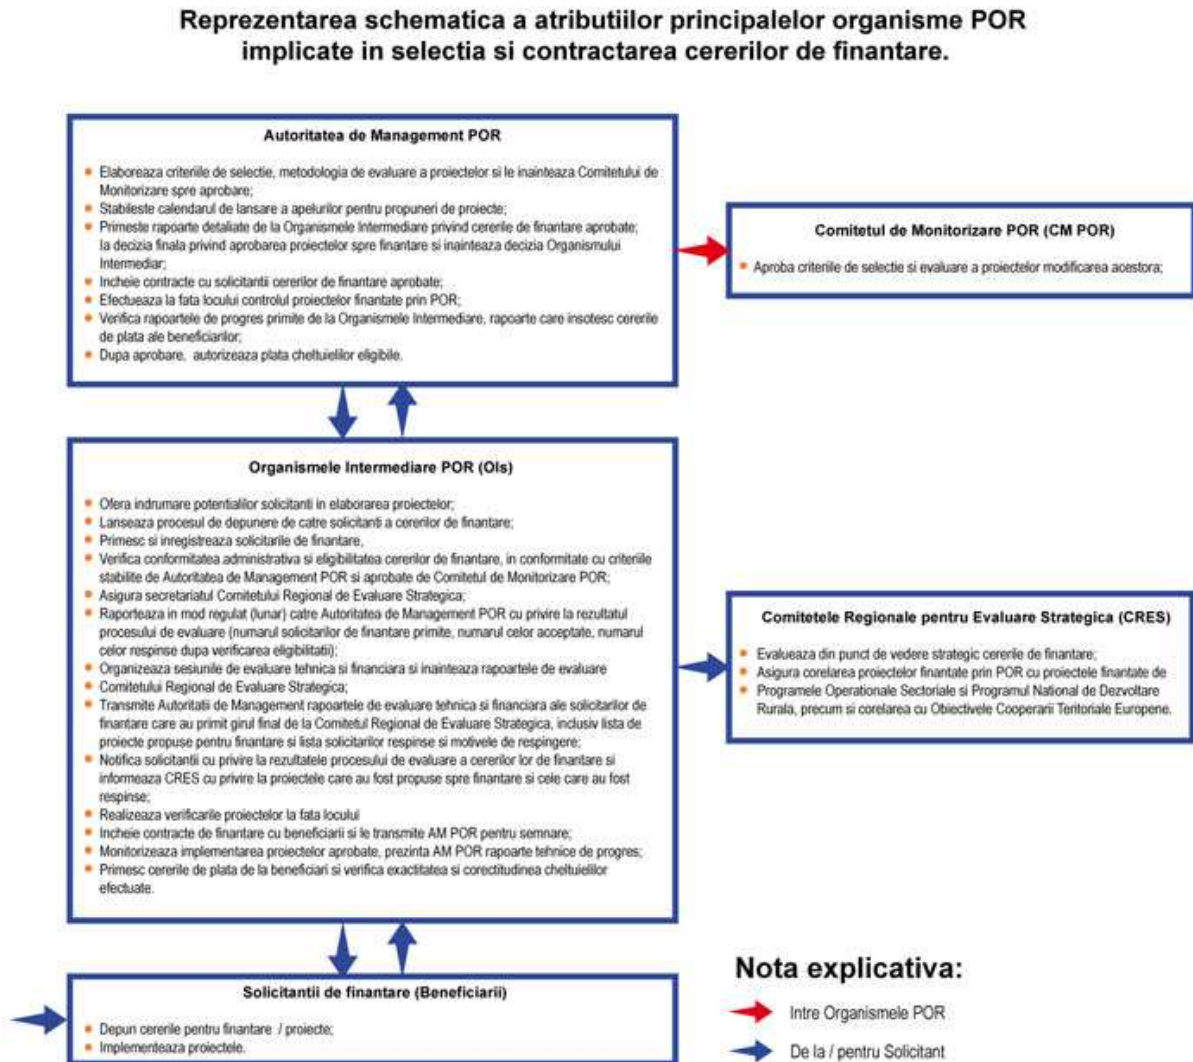 Reprezentarea schematica a atributiilor principalelor organisme POR
implicate in selectia si contractarea cererilor de finantare.
Autoritatea de Management POR
Elaboreaza criteriile de selectie, metodologia de evaluare a proiectelor si le inainteaza Comitetului de
Monitorizare spre aprobare;
Stabileste calendarul de lansare a apelurilor pentru propuneri de proiecte;
Primeste rapoarte detaliate de la Organismele Intermediare privind cererile de finantare aprobate;
la decizia finala privind aprobarea proiectelor spre finantare si inainteaza decizia Organismului
Intermediar;
Incheie contracte cu solicitantii cererilor de finantare aprobate;
Efectueaza la fata locului controlul proiectelor finantate prin POR;
Verifica rapoartele de progres primite de la Organismele Intermediare, rapoarte care insotesc cererile
de plata ale beneficiarilor;
Dupa aprobare, autorizeaza plata cheltuielilor eligibile.
Comitetul de Monitorizare POR (CM POR)
Aproba criteriile de selectie si evaluare a proiectelor modificarea acestora;
Organismele Intermediare POR (OIs)
Ofera indrumare potentialilor solicitanti in elaborarea proiectelor;
Lanseaza procesul de depunere de catre solicitanti a cererilor de finantare;
Primesc si inregistreaza solicitarile de finantare,
Verifica conformitatea administrativa si eligibilitatea cererilor de finantare, in conformitate cu criteriile
stabilite de Autoritatea de Management POR si aprobate de Comitetul de Monitorizare POR;
Asigura secretariatul Comitetului Regional de Evaluare Strategica;
Raporteaza in mod regulat (lunar) catre Autoritatea de Management POR cu privire la rezultatul
procesului de evaluare (numarul solicitarilor de finantare primite, numarul celor acceptate, numarul
celor respinse dupa verificarea eligibilitatii);
Organizeaza sesiunile de evaluare tehnica si financiara si inainteaza rapoartele de evaluare
Comitetului Regional de Evaluare Strategica;
Transmite Autoritatii de Management rapoartele de evaluare tehnica si financiara ale solicitarilor de
finantare care au primit girul final de la Comitetul Regional de Evaluare Strategica, inclusiv lista de
proiecte propuse pentru finantare si lista solicitarilor respinse si motivele de respingere;
Notifica solicitantii cu privire la rezultatele procesului de evaluare a cererilor lor de finantare si
informeaza CRES cu privire la proiectele care au fost propuse spre finantare si cele care au fost
respinse;
Realizeaza verificarile proiectelor la fata locului
Incheie contracte de finantare cu beneficiarii si le transmite AM POR pentru semnare;
Monitorizeaza implementarea proiectelor aprobate, prezinta AM POR rapoarte tehnice de progres;
Primesc cererile de plata de la beneficiari si verifica exactitatea si corectitudinea cheltuielilor
efectuate.
Comitetele Regionale pentru Evaluare Strategica (CRES)
Evalueaza din punct de vedere strategic cererile de finantare;
Asigura corelarea proiectelor finantate prin POR cu proiectele finantate de
Programele Operationale Sectoriale si Programul National de Dezvoltare
Rurala, precum si corelarea cu Obiectivele Cooperarii Teritoriale Europene.
Solicitantii de finantare (Beneficiarii)
Depun cererile pentru finantare / proiecte;
Implementeaza proiectele.
Nota explicativa:
Intre Organismele POR
De la / pentru Solicitant